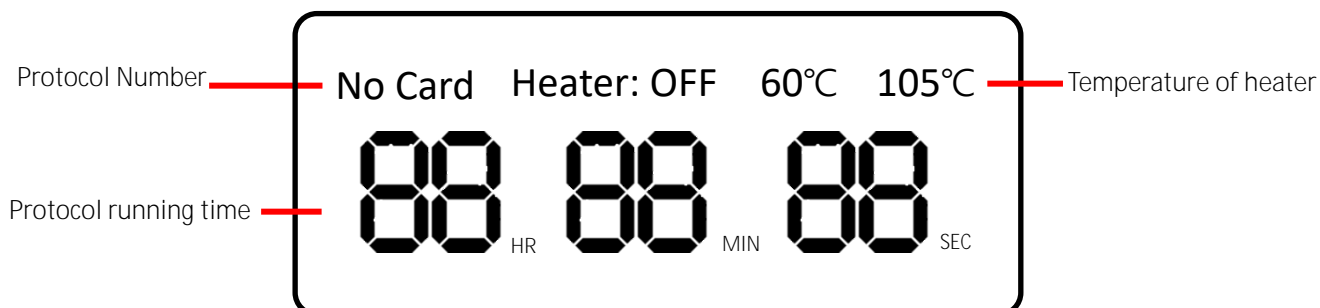 Protocol Number
No Card Heater: OFF 60℃ 105℃
Temperature of heater
Protocol running time
88 HR 88 MIN 88 SEC